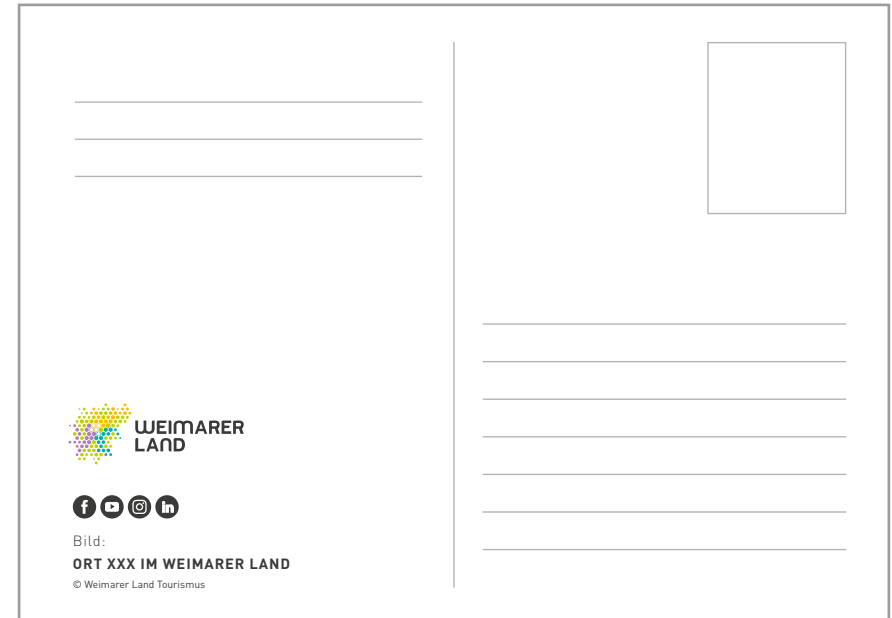 WEIMARER
LAND
Bild:
ORT XXX IM WEIMARER LAND
© Weimarer Land Tourismus